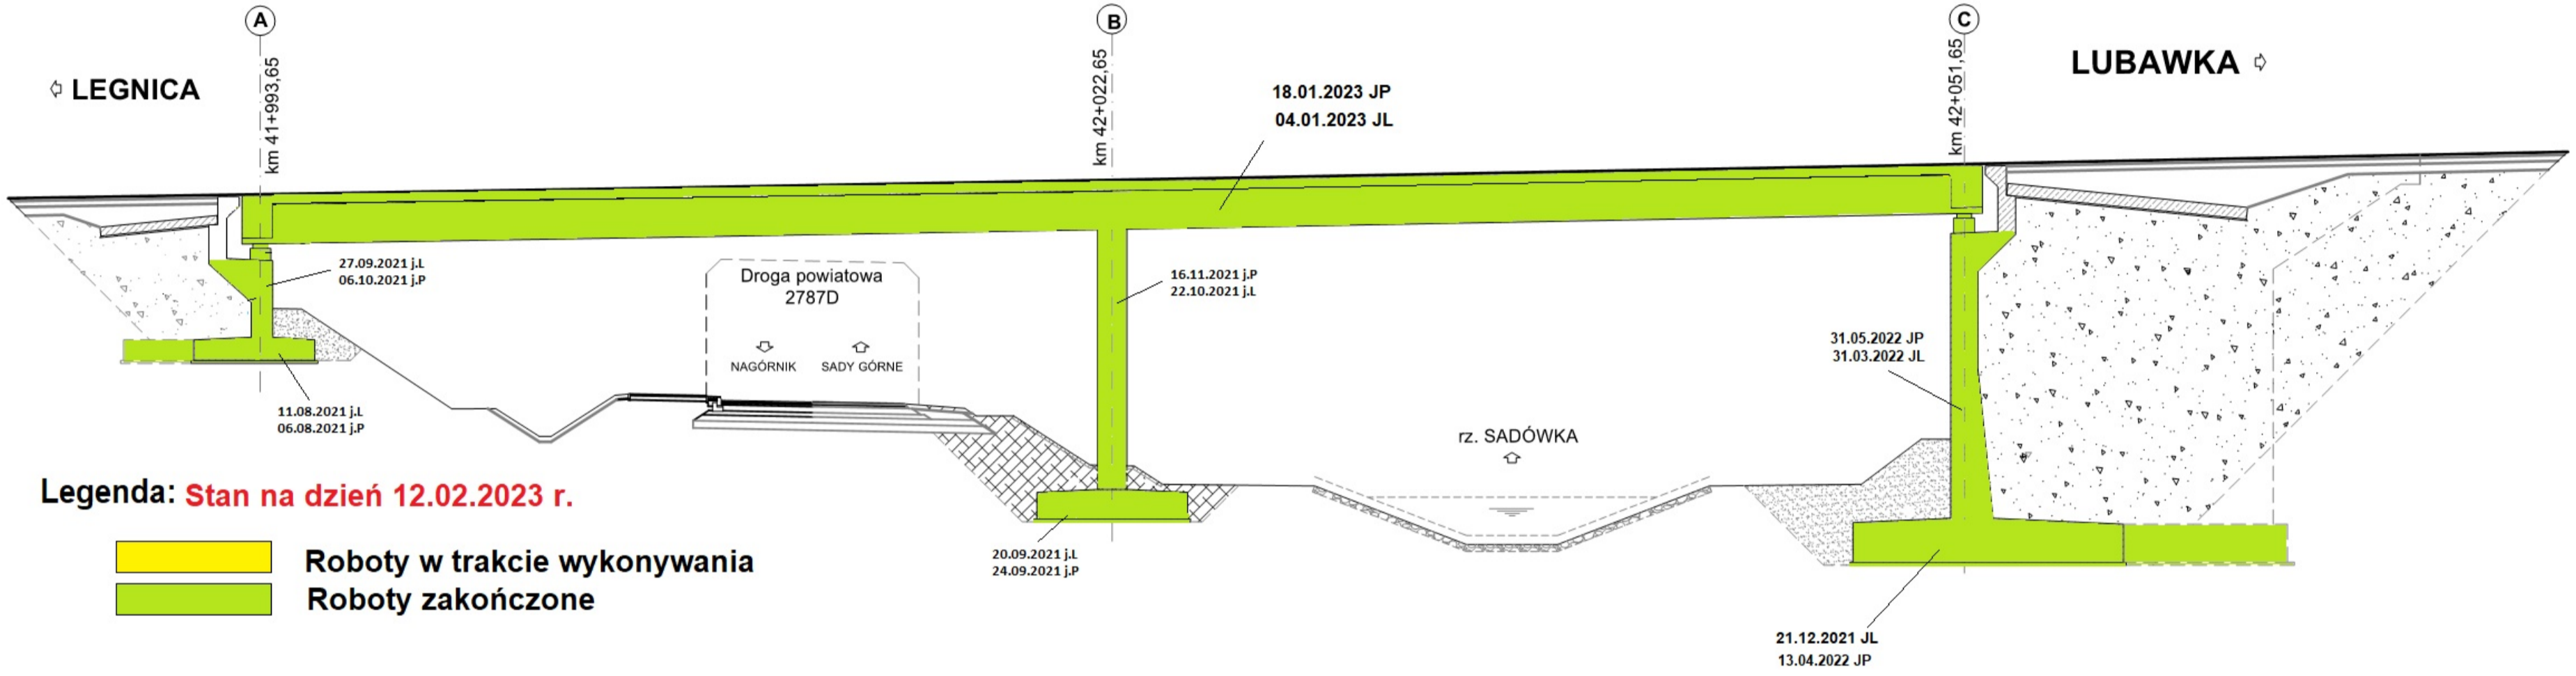 A
B
C
km 41+993,65
km 42+022,65
km 42+051,65
LEGNICA
LUBAWKA
18.01.2023 JP
04.01.2023 JL
27.09.2021 j.L
06.10.2021 j.P
Droga powiatowa
2787D
NAGÓRNIK SADY GÓRNE
16.11.2021 j.P
22.10.2021 j.L
31.05.2022 JP
31.03.2022 JL
11.08.2021 j.L
06.08.2021 j.P
rz. SADÓWKA
Legenda: Stan na dzień 12.02.2023 r.
Roboty w trakcie wykonywania
Roboty zakończone
20.09.2021 j.L
24.09.2021 j.P
21.12.2021 JL
13.04.2022 JP